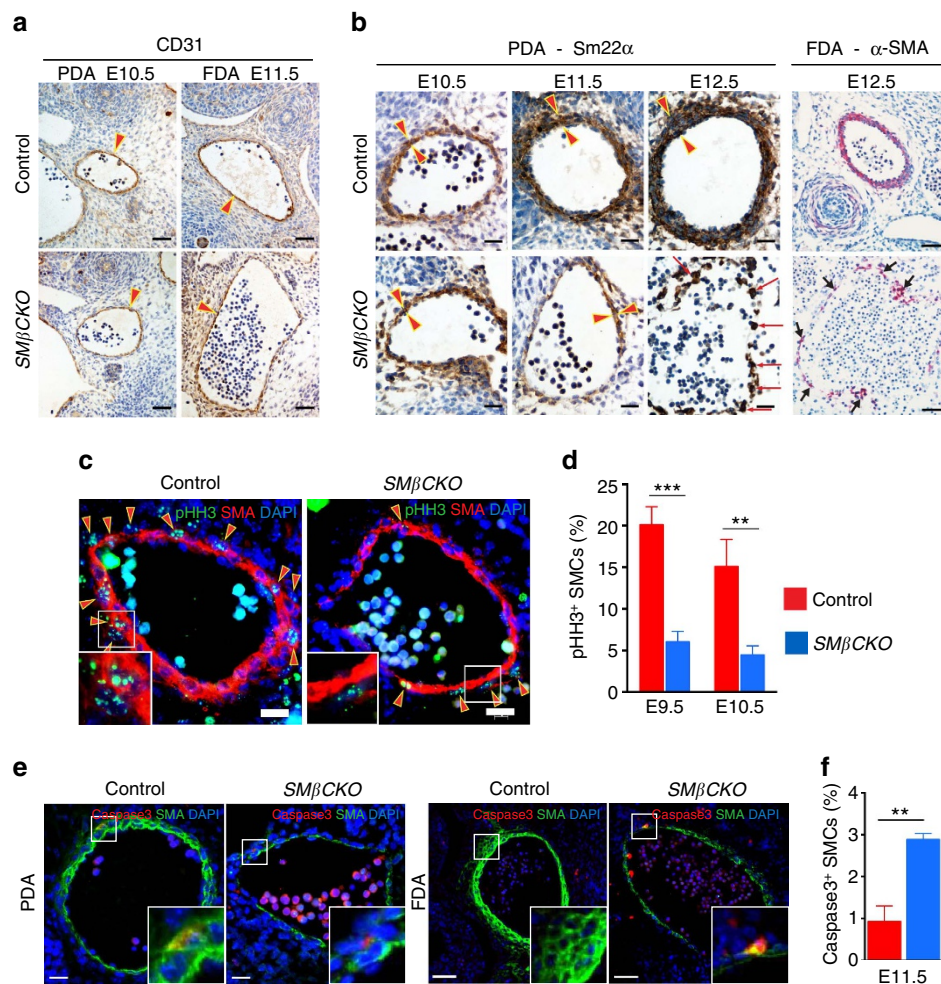 a
CD31
PDA E10.5
FDA E11.5
Control
SMβCKO
b
PDA - Sm22α
FDA - α-SMA
E10.5
E11.5
E12.5
E12.5
Control
SMβCKO
c
Control
SMβCKO
pHH3 SMA DAPI
pHH3 SMA DAPI
d
pHH3⁺ SMCs (%)
25
20
15
10
5
0
***
**
E9.5
E10.5
Control
SMβCKO
e
Control
SMβCKO
Control
SMβCKO
Caspase3 SMA DAPI
Caspase3 SMA DAPI
Caspase3 SMA DAPI
Caspase3 SMA DAPI
PDA
FDA
f
Caspase3⁺ SMCs (%)
4
3
2
1
0
**
E11.5